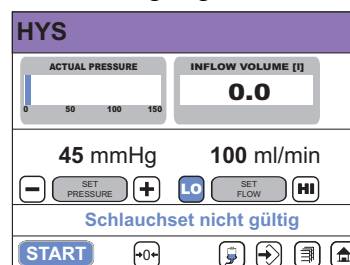 HYS
ACTUAL PRESSURE INFLOW VOLUME [l]
0.0
0 50 100 150
45 mmHg 100 ml/min
SET PRESSURE LO SET FLOW HI
Schlauchset nicht gültig
START 0